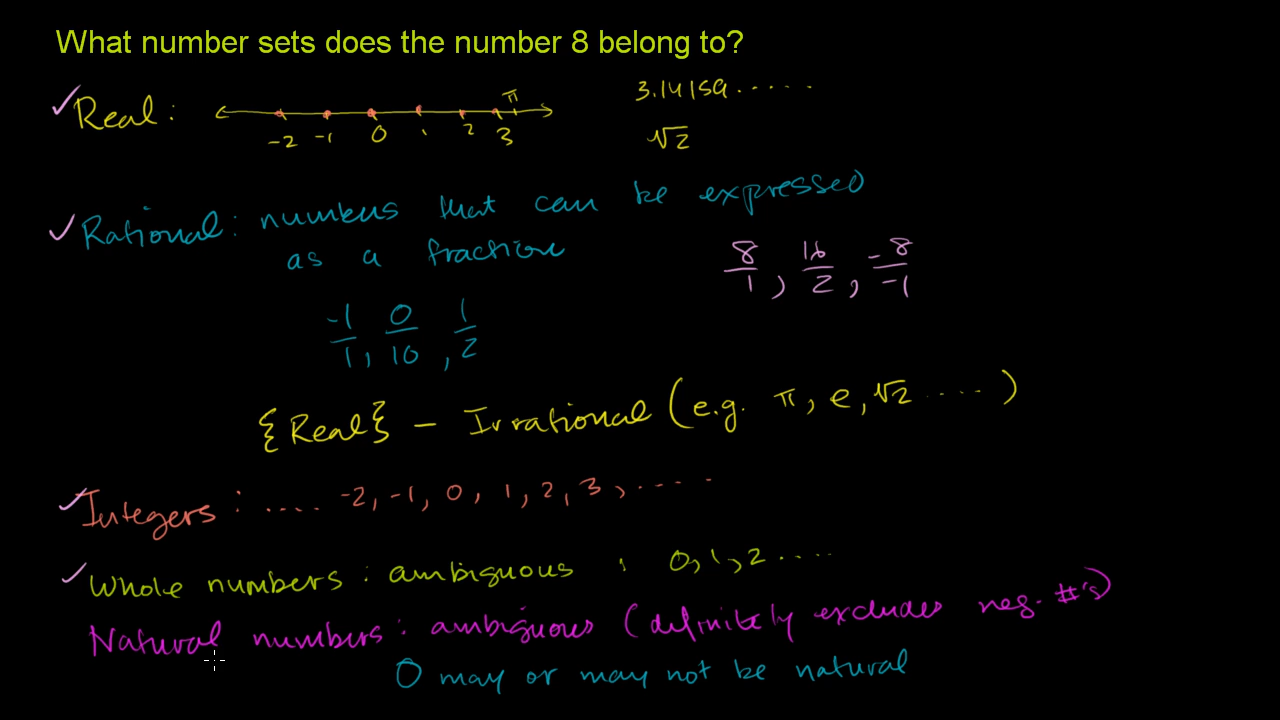 What number sets does the number 8 belong to?
✓ Real: -2 -1 0 1 2 3 π 3.14159......
√2
✓ Rational: numbers that can be expressed
as a fraction
8/1, 16/2, -8/-1
-1/1, 0/10, 1/2
{Real} - Irrational (e.g. π, e, √2 ....)
✓ Integers: .... -2, -1, 0, 1, 2, 3, .....
✓ Whole numbers: ambiguous : 0, 1, 2 ....
Natural numbers: ambiguous (definitely excludes neg. #'s)
0 may or may not be natural